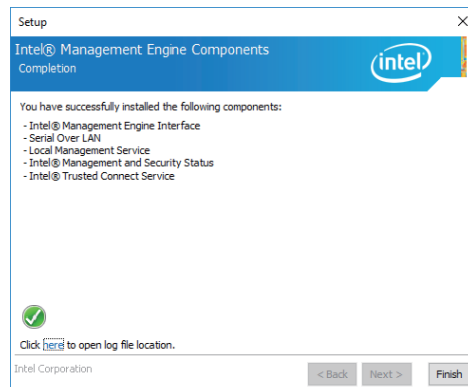 Setup
Intel® Management Engine Components
Completion
intel
You have successfully installed the following components:
- Intel® Management Engine Interface
- Serial Over LAN
- Local Management Service
- Intel® Management and Security Status
- Intel® Trusted Connect Service
Click here to open log file location.
Intel Corporation
< Back Next > Finish